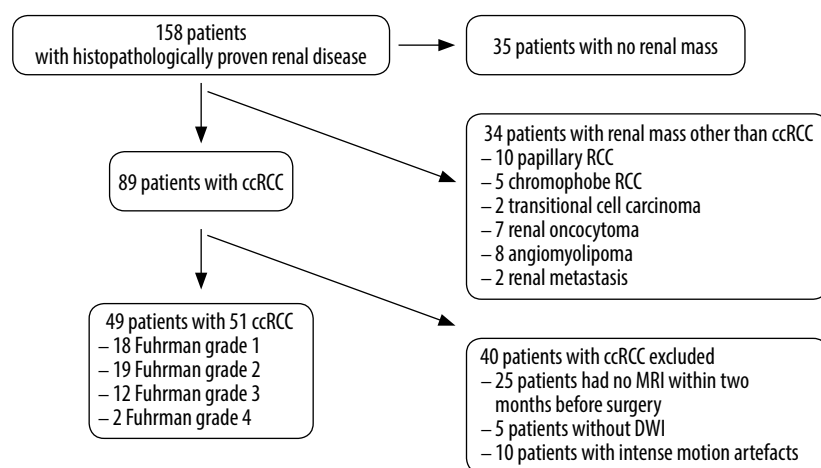 158 patients
with histopathologically proven renal disease
35 patients with no renal mass
34 patients with renal mass other than ccRCC
– 10 papillary RCC
– 5 chromophobe RCC
– 2 transitional cell carcinoma
– 7 renal oncocytoma
– 8 angiomyolipoma
– 2 renal metastasis
89 patients with ccRCC
49 patients with 51 ccRCC
– 18 Fuhrman grade 1
– 19 Fuhrman grade 2
– 12 Fuhrman grade 3
– 2 Fuhrman grade 4
40 patients with ccRCC excluded
– 25 patients had no MRI within two
months before surgery
– 5 patients without DWI
– 10 patients with intense motion artefacts